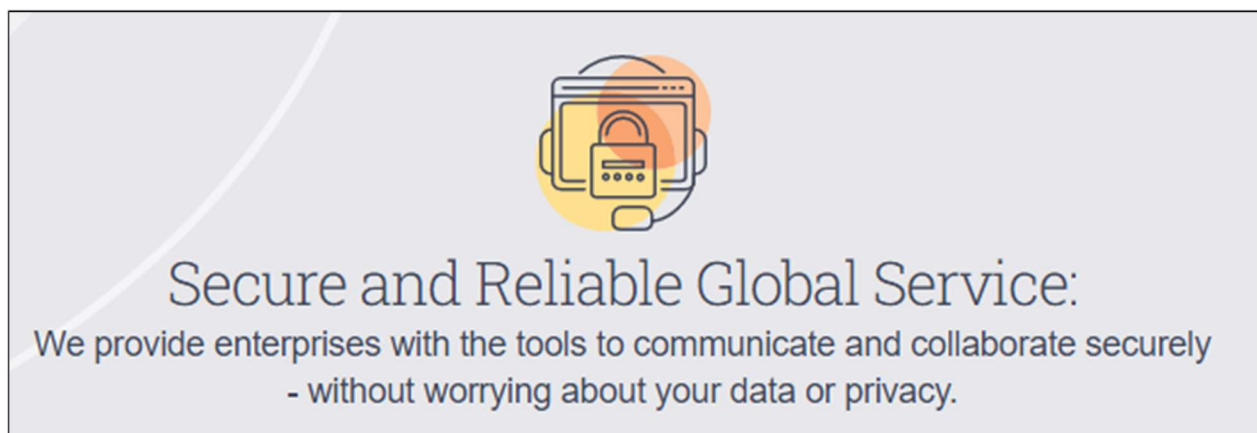 Secure and Reliable Global Service:
We provide enterprises with the tools to communicate and collaborate securely
- without worrying about your data or privacy.